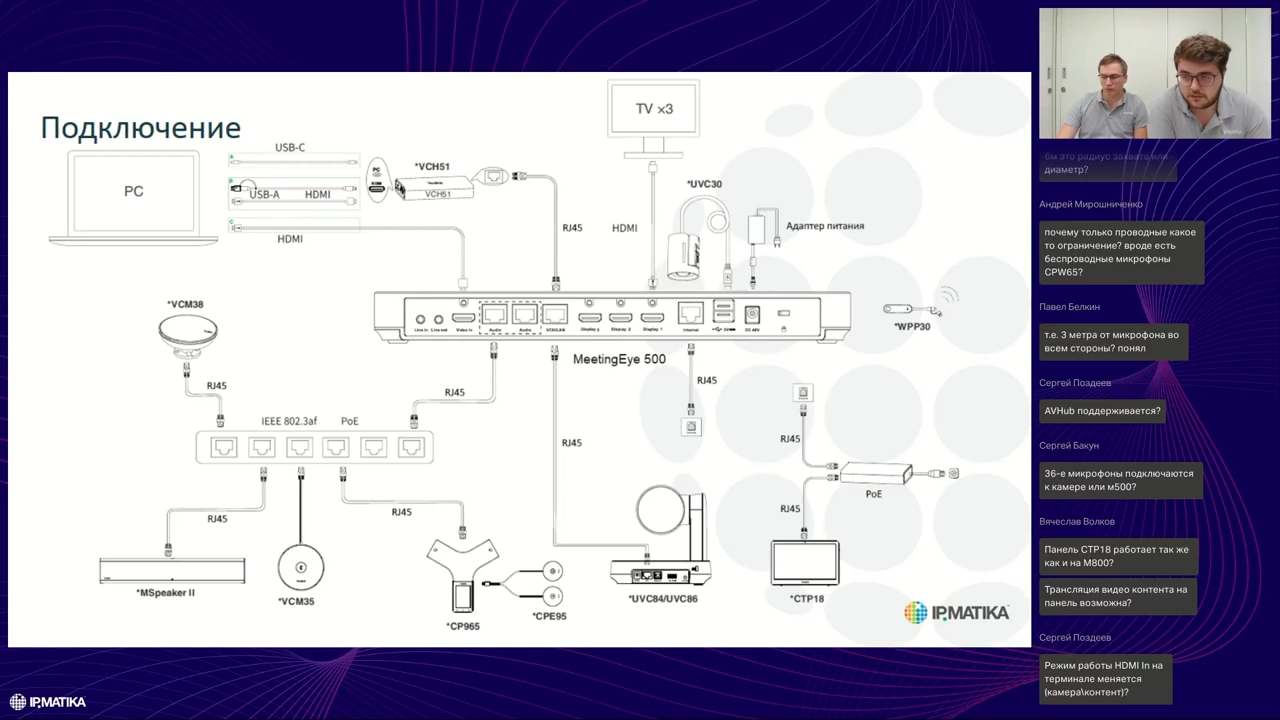 Подключение
TV x3
USB-C
PC
USB-A
HDMI
HDMI
PC
*VCH51
VCH51
RJ45
HDMI
*UVC30
Адаптер питания
*VCM38
Line in
Line out
Video In
Audio
Audio
VCH/LAN
Display 3
Display 2
Display 1
Internet
DC 48V
*WPP30
MeetingEye 500
RJ45
RJ45
RJ45
IEEE 802.3af
PoE
RJ45
RJ45
RJ45
RJ45
RJ45
PoE
*MSpeaker II
*VCM35
*CP965
*CPE95
*UVC84/UVC86
*CTP18
IP.MATIKA
IP.MATIKA
6м это радиус захвата или
диаметр?
Андрей Мирошниченко
почему только проводные какое
то ограничение? вроде есть
беспроводные микрофоны
CPW65?
Павел Белкин
т.е. 3 метра от микрофона во
всем стороны? понял
Сергей Поздеев
AVHub поддерживается?
Сергей Бакун
36-е микрофоны подключаются
к камере или м500?
Вячеслав Волков
Панель CTP18 работает так же
как и на M800?
Трансляция видео контента на
панель возможна?
Сергей Поздеев
Режим работы HDMI In на
терминале меняется
(камера\контент)?